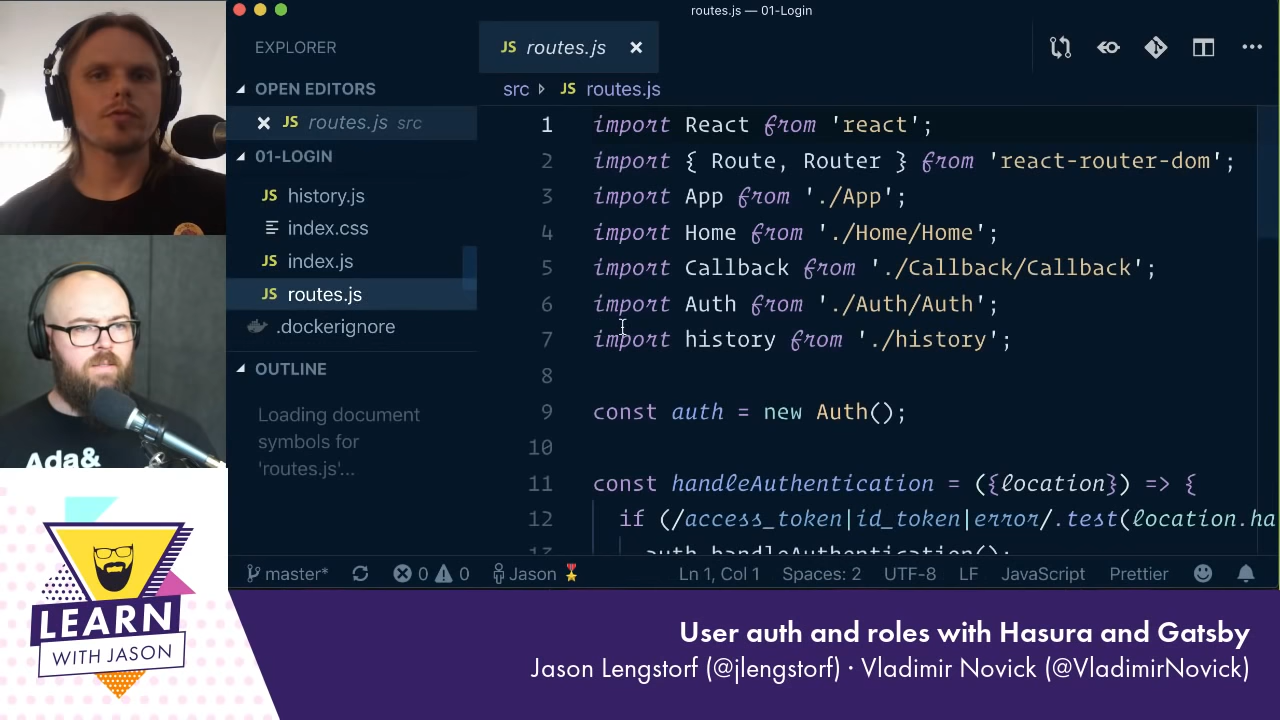 routes.js — 01-Login
EXPLORER
OPEN EDITORS
JS routes.js src
01-LOGIN
JS history.js
index.css
JS index.js
JS routes.js
.dockerignore
OUTLINE
Loading document
symbols for
'routes.js'...
JS routes.js
src JS routes.js
1 import React from 'react';
2 import { Route, Router } from 'react-router-dom';
3 import App from './App';
4 import Home from './Home/Home';
5 import Callback from './Callback/Callback';
6 import Auth from './Auth/Auth';
7 import history from './history';
8
9 const auth = new Auth();
10
11 const handleAuthentication = ({location}) => {
12 if (/access_token|id_token|error/.test(location.ha
13 auth.handleAuthentication();
master* 0 0 Jason Ln 1, Col 1 Spaces: 2 UTF-8 LF JavaScript Prettier
Ada&
LEARN
WITH JASON
User auth and roles with Hasura and Gatsby
Jason Lengstorf (@jlengstorf) · Vladimir Novick (@VladimirNovick)